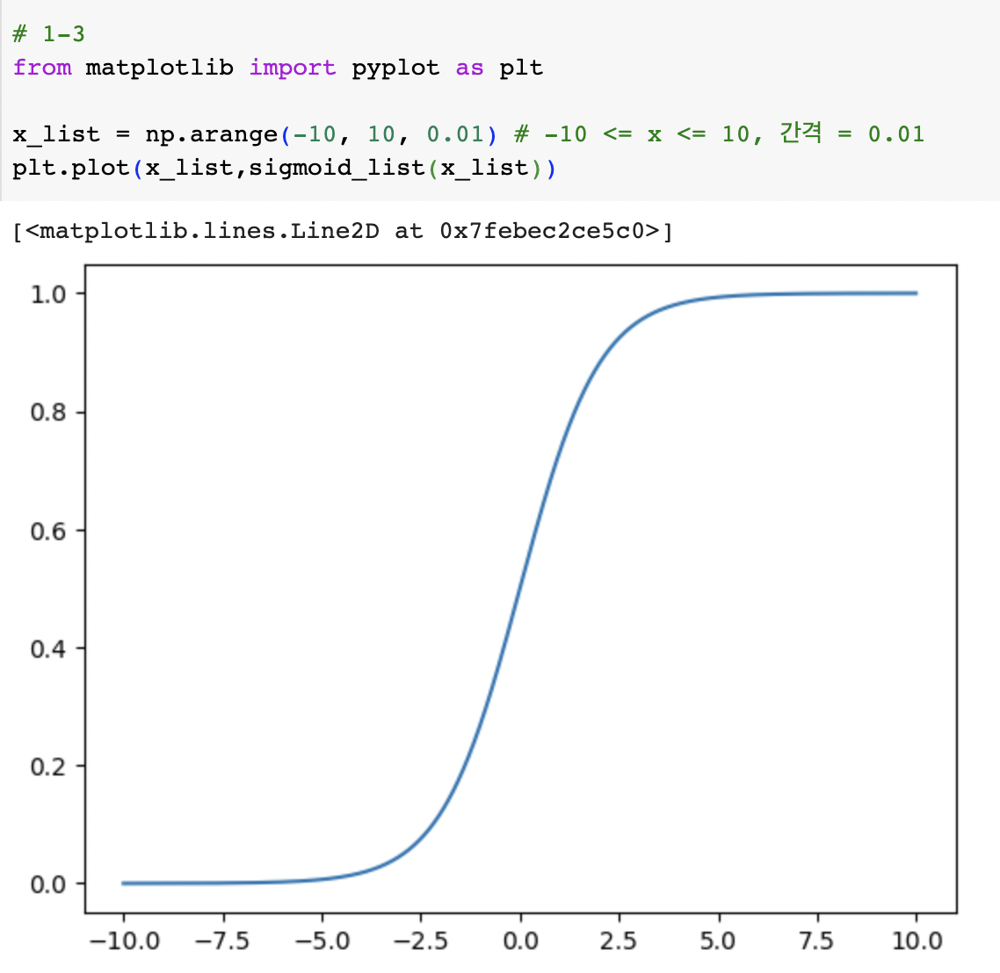 # 1-3
from matplotlib import pyplot as plt
x_list = np.arange(-10, 10, 0.01) # -10 <= x <= 10, 간격 = 0.01
plt.plot(x_list,sigmoid_list(x_list))
[<matplotlib.lines.Line2D at 0x7febec2ce5c0>]
1.0
0.8
0.6
0.4
0.2
0.0
−10.0 −7.5 −5.0 −2.5 0.0 2.5 5.0 7.5 10.0